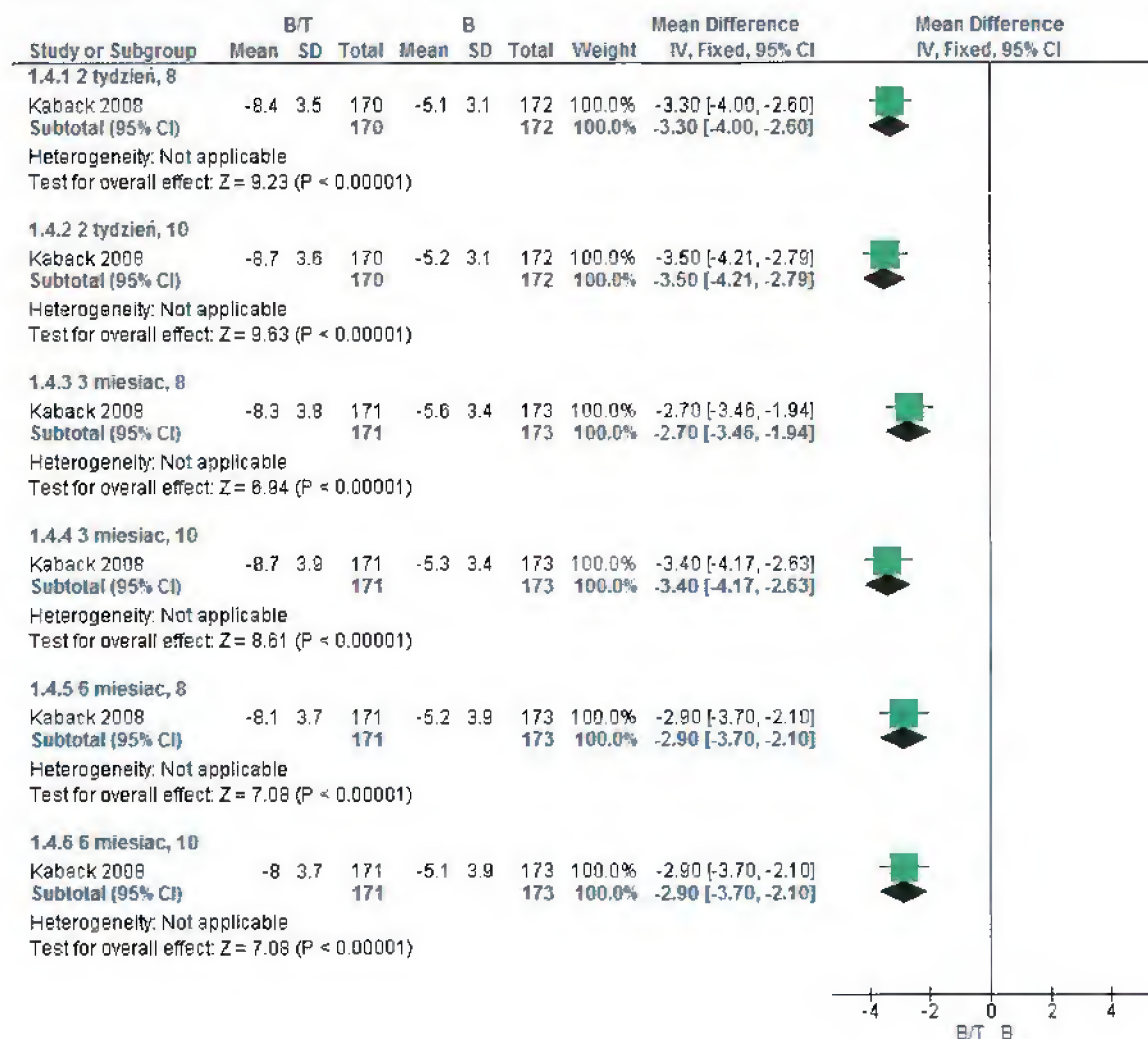 B/T B Mean Difference Mean Difference
Study or Subgroup Mean SD Total Mean SD Total Weight IV, Fixed, 95% CI IV, Fixed, 95% CI
1.4.1 2 tydzień, 8
Kaback 2008 -8.4 3.5 170 -5.1 3.1 172 100.0% -3.30 [-4.00, -2.60]
Subtotal (95% CI) 170 172 100.0% -3.30 [-4.00, -2.60]
Heterogeneity: Not applicable
Test for overall effect: Z = 9.23 (P < 0.00001)
1.4.2 2 tydzień, 10
Kaback 2008 -8.7 3.6 170 -5.2 3.1 172 100.0% -3.50 [-4.21, -2.79]
Subtotal (95% CI) 170 172 100.0% -3.50 [-4.21, -2.79]
Heterogeneity: Not applicable
Test for overall effect: Z = 9.63 (P < 0.00001)
1.4.3 3 miesiac, 8
Kaback 2008 -8.3 3.8 171 -5.6 3.4 173 100.0% -2.70 [-3.46, -1.94]
Subtotal (95% CI) 171 173 100.0% -2.70 [-3.46, -1.94]
Heterogeneity: Not applicable
Test for overall effect: Z = 6.94 (P < 0.00001)
1.4.4 3 miesiac, 10
Kaback 2008 -8.7 3.9 171 -5.3 3.4 173 100.0% -3.40 [-4.17, -2.63]
Subtotal (95% CI) 171 173 100.0% -3.40 [-4.17, -2.63]
Heterogeneity: Not applicable
Test for overall effect: Z = 8.61 (P < 0.00001)
1.4.5 6 miesiac, 8
Kaback 2008 -8.1 3.7 171 -5.2 3.9 173 100.0% -2.90 [-3.70, -2.10]
Subtotal (95% CI) 171 173 100.0% -2.90 [-3.70, -2.10]
Heterogeneity: Not applicable
Test for overall effect: Z = 7.08 (P < 0.00001)
1.4.6 6 miesiac, 10
Kaback 2008 -8 3.7 171 -5.1 3.9 173 100.0% -2.90 [-3.70, -2.10]
Subtotal (95% CI) 171 173 100.0% -2.90 [-3.70, -2.10]
Heterogeneity: Not applicable
Test for overall effect: Z = 7.08 (P < 0.00001)
-4 -2 0 2 4
B/T B